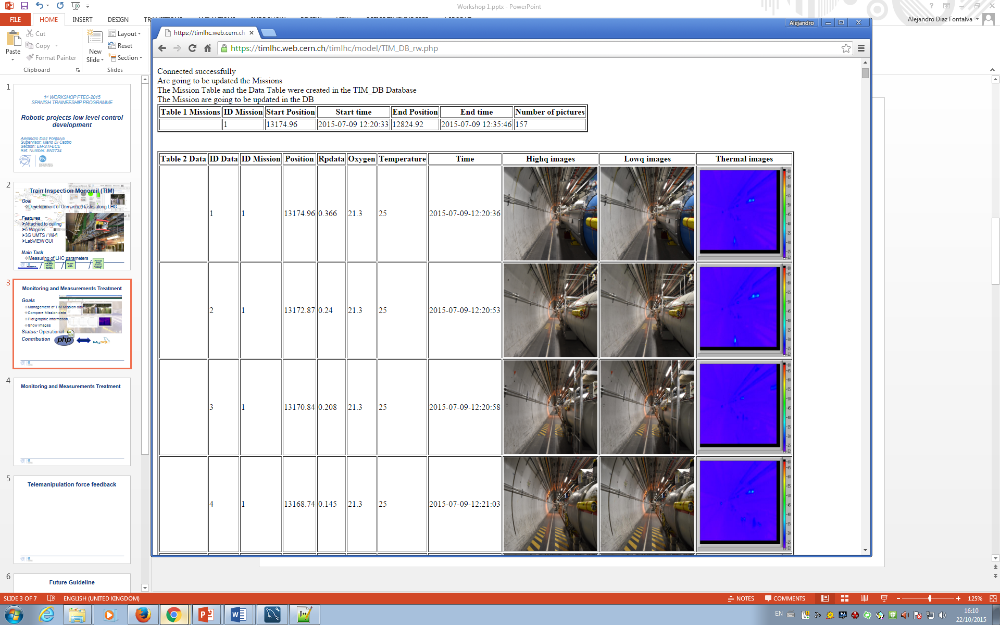 Workshop 1.pptx - PowerPoint
FILE
HOME
INSERT
DESIGN
Alejandro Diaz Fontalva
Paste
Cut
Copy
Format Painter
Clipboard
New
Slide
Layout
Reset
Section
Slides
Alejandro
https://timlhc.web.cern.ch
https://timlhc.web.cern.ch/timlhc/model/TIM_DB_rw.php
Connected successfully
Are going to be updated the Missions
The Mission Table and the Data Table were created in the TIM_DB Database
The Mission are going to be updated in the DB
Table 1 Missions ID Mission Start Position Start time End Position End time Number of pictures
1 13174.96 2015-07-09 12:20:33 12824.92 2015-07-09 12:35:46 157
Table 2 Data ID Data ID Mission Position Rpdata Oxygen Temperature Time Highq images Lowq images Thermal images
1 1 13174.96 0.366 21.3 25 2015-07-09-12:20:36
2 1 13172.87 0.24 21.3 25 2015-07-09-12:20:53
3 1 13170.84 0.208 21.3 25 2015-07-09-12:20:58
4 1 13168.74 0.145 21.3 25 2015-07-09-12:21:03
1
1st WORKSHOP FTEC-2015
SPANISH TRAINEESHIP PROGRAMME
Robotic projects low level control
development
Alejandro Diaz Fontalva
Supervisor: Mario Di Castro
Section: EN-STI-ECE
Ref. Number: EN2734
2
Train Inspection Monorail (TIM)
Goal
Development of Unmanned tasks along LHC
Features
Attached to ceiling
5 Wagons
3G UMTS / Wi-fi
LabVIEW GUI
Main Task
Measuring of LHC parameters
3
Monitoring and Measurements Treatment
Goals
Management of TIM Mission data
Compare Mission data
Plot graphic information
Show images
Status: Operational
Contribution
php
MySQL
4
Monitoring and Measurements Treatment
5
Telemanipulation force feedback
6
Future Guideline
SLIDE 3 OF 7
ENGLISH (UNITED KINGDOM)
NOTES
COMMENTS
125%
EN
16:10
22/10/2015